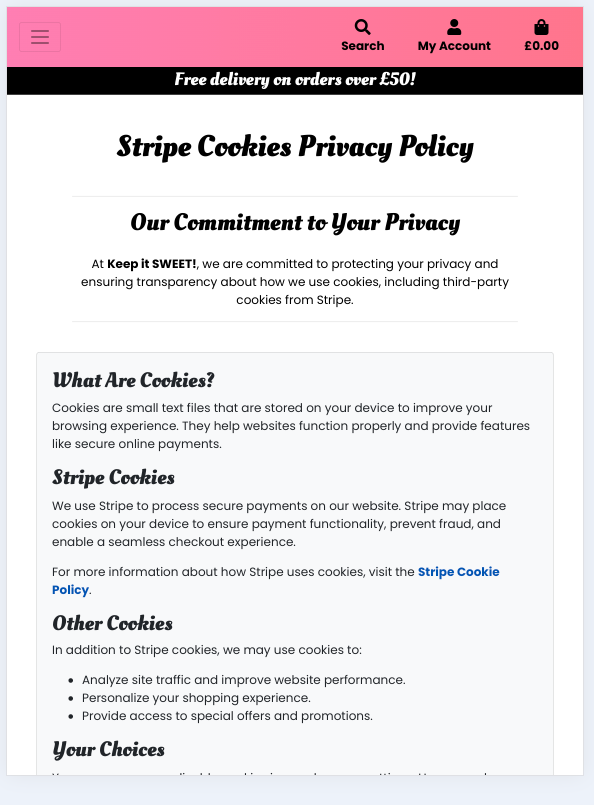 Search
My Account
£0.00
Free delivery on orders over £50!
Stripe Cookies Privacy Policy
Our Commitment to Your Privacy
At Keep it SWEET!, we are committed to protecting your privacy and
ensuring transparency about how we use cookies, including third-party
cookies from Stripe.
What Are Cookies?
Cookies are small text files that are stored on your device to improve your
browsing experience. They help websites function properly and provide features
like secure online payments.
Stripe Cookies
We use Stripe to process secure payments on our website. Stripe may place
cookies on your device to ensure payment functionality, prevent fraud, and
enable a seamless checkout experience.
For more information about how Stripe uses cookies, visit the Stripe Cookie
Policy.
Other Cookies
In addition to Stripe cookies, we may use cookies to:
Analyze site traffic and improve website performance.
Personalize your shopping experience.
Provide access to special offers and promotions.
Your Choices